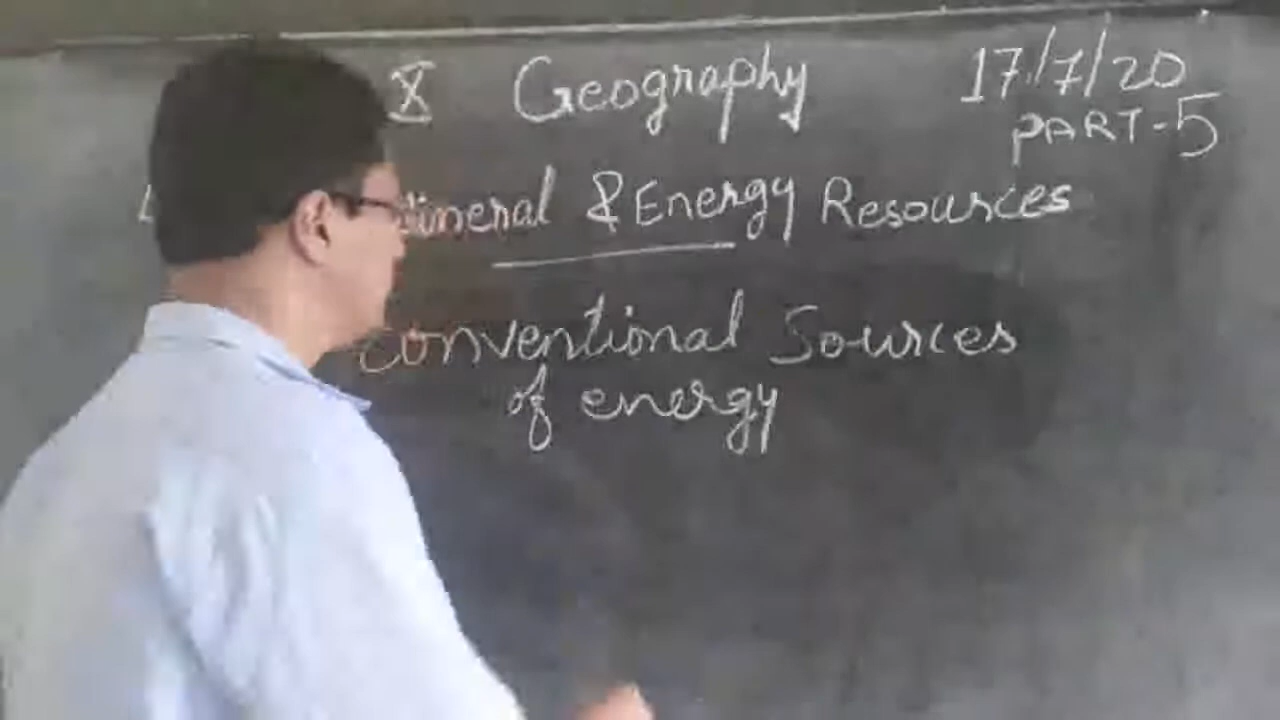 X Geography 17/7/20
PART-5
Mineral & Energy Resources
Conventional Sources
of energy